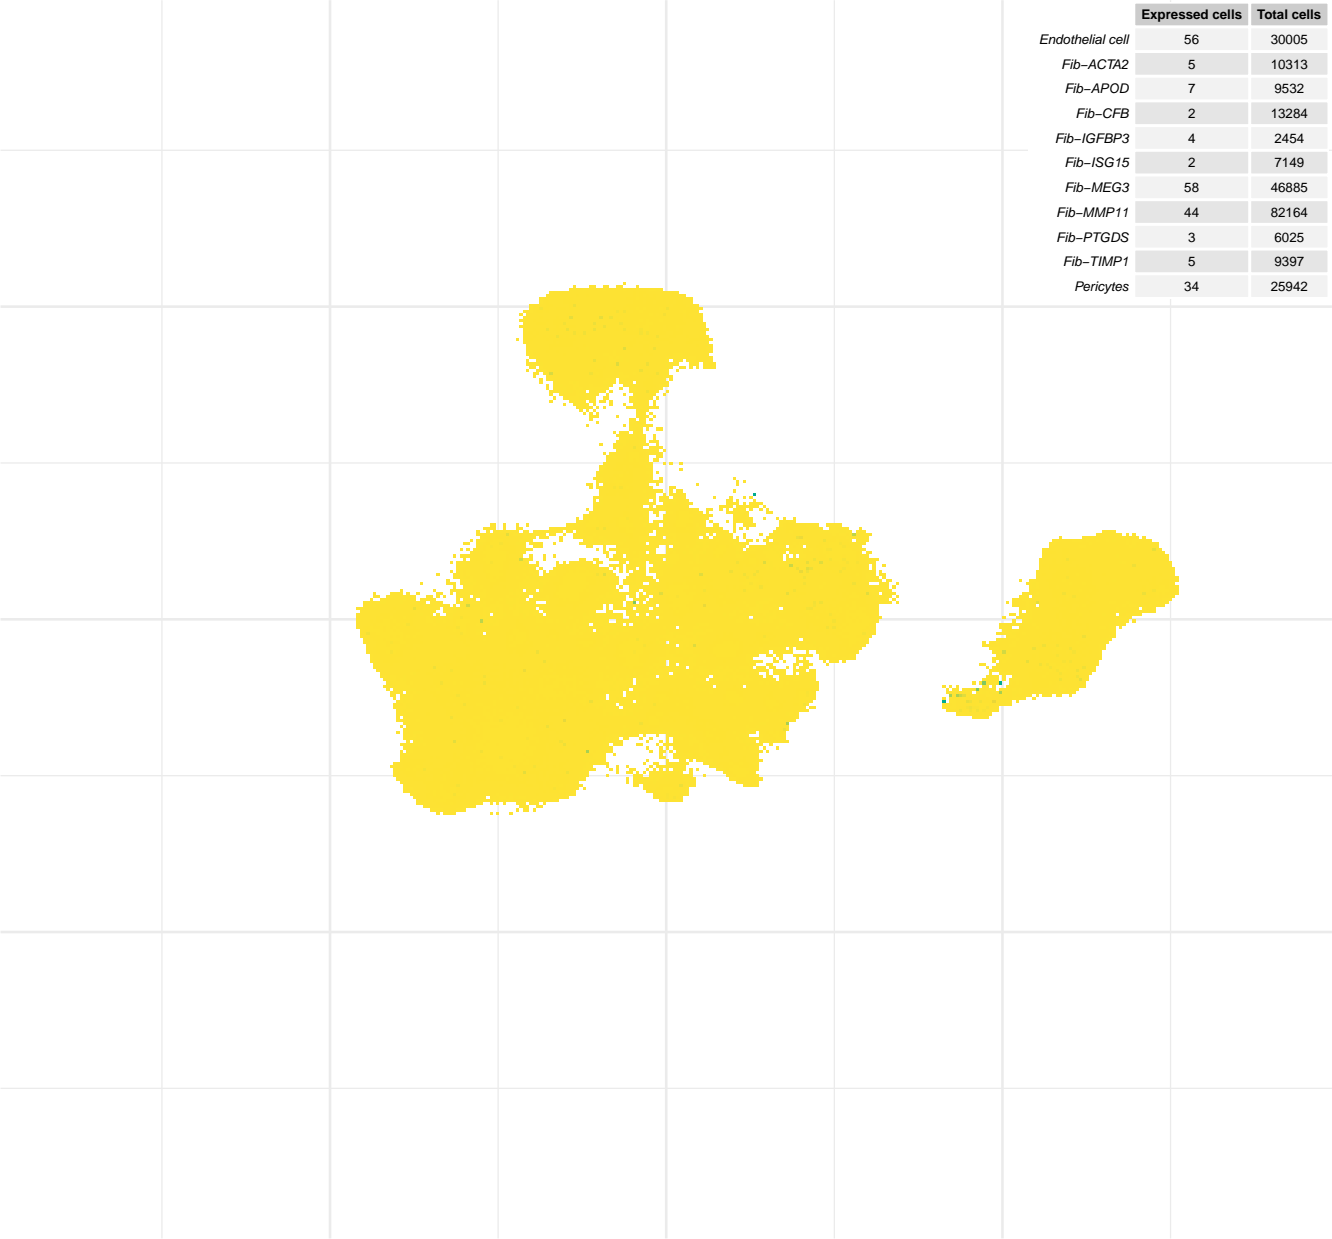 Expressed cells Total cells
Endothelial cell 56 30005
Fib−ACTA2 5 10313
Fib−APOD 7 9532
Fib−CFB 2 13284
Fib−IGFBP3 4 2454
Fib−ISG15 2 7149
Fib−MEG3 58 46885
Fib−MMP11 44 82164
Fib−PTGDS 3 6025
Fib−TIMP1 5 9397
Pericytes 34 25942